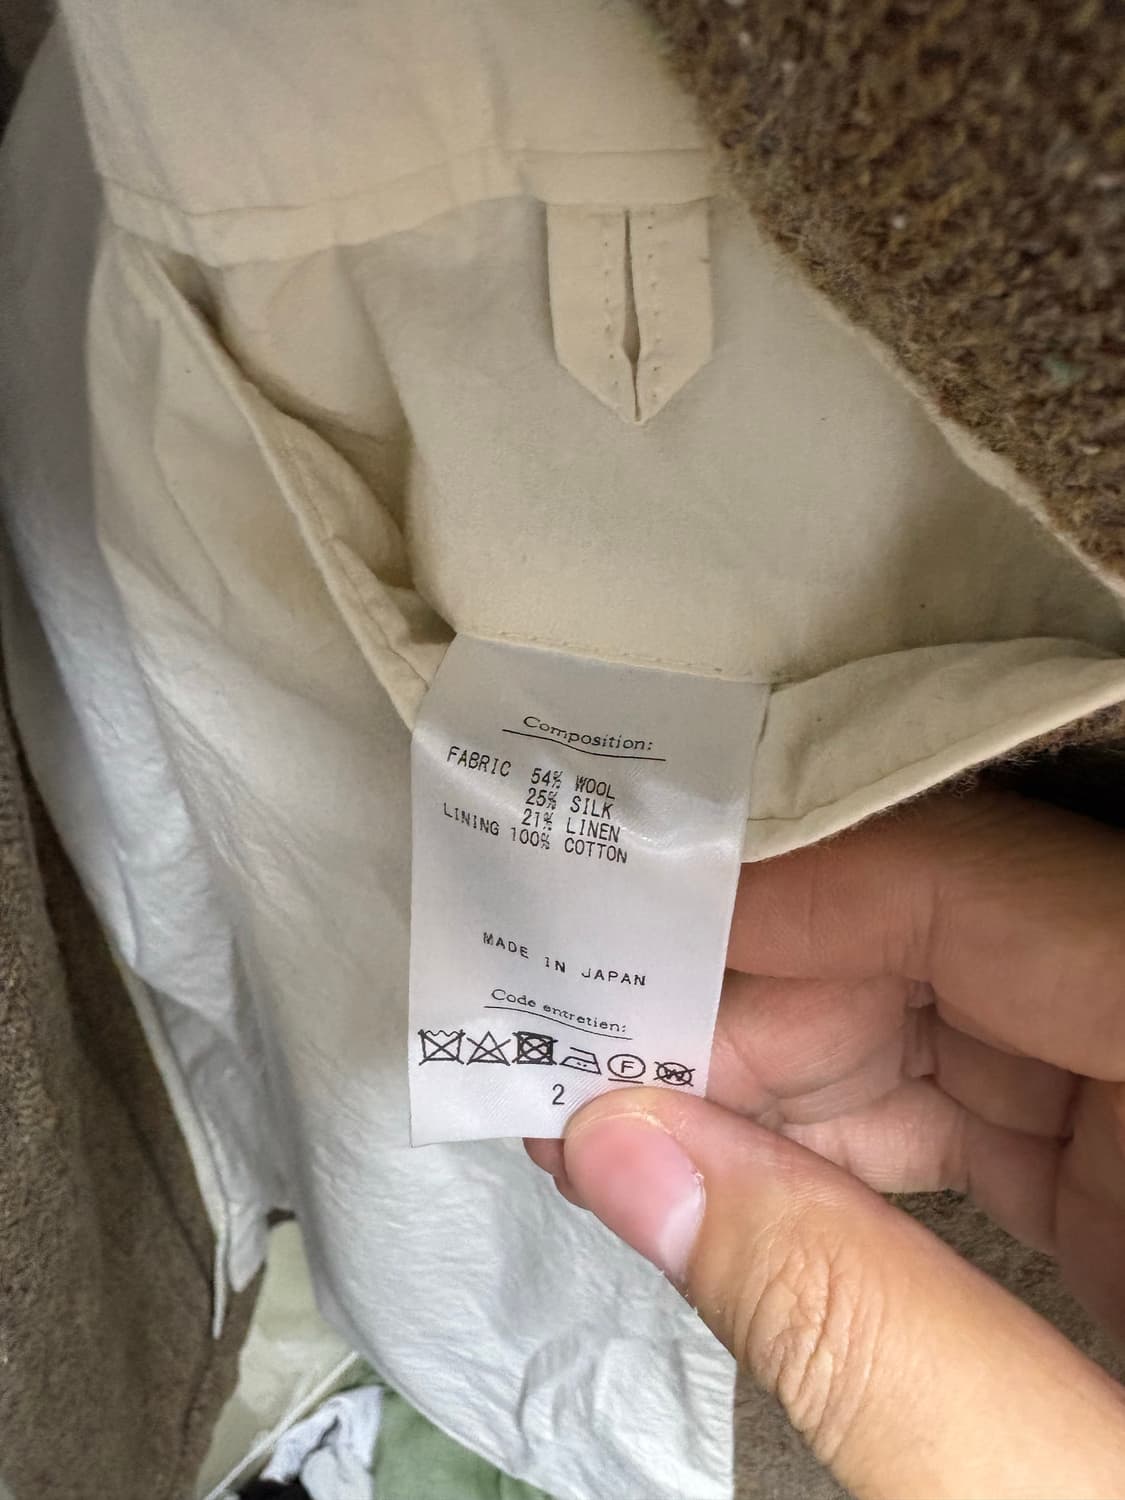 Composition:
FABRIC 54% WOOL
25% SILK
21% LINEN
LINING 100% COTTON
MADE IN JAPAN
Code entretien:
F W
2